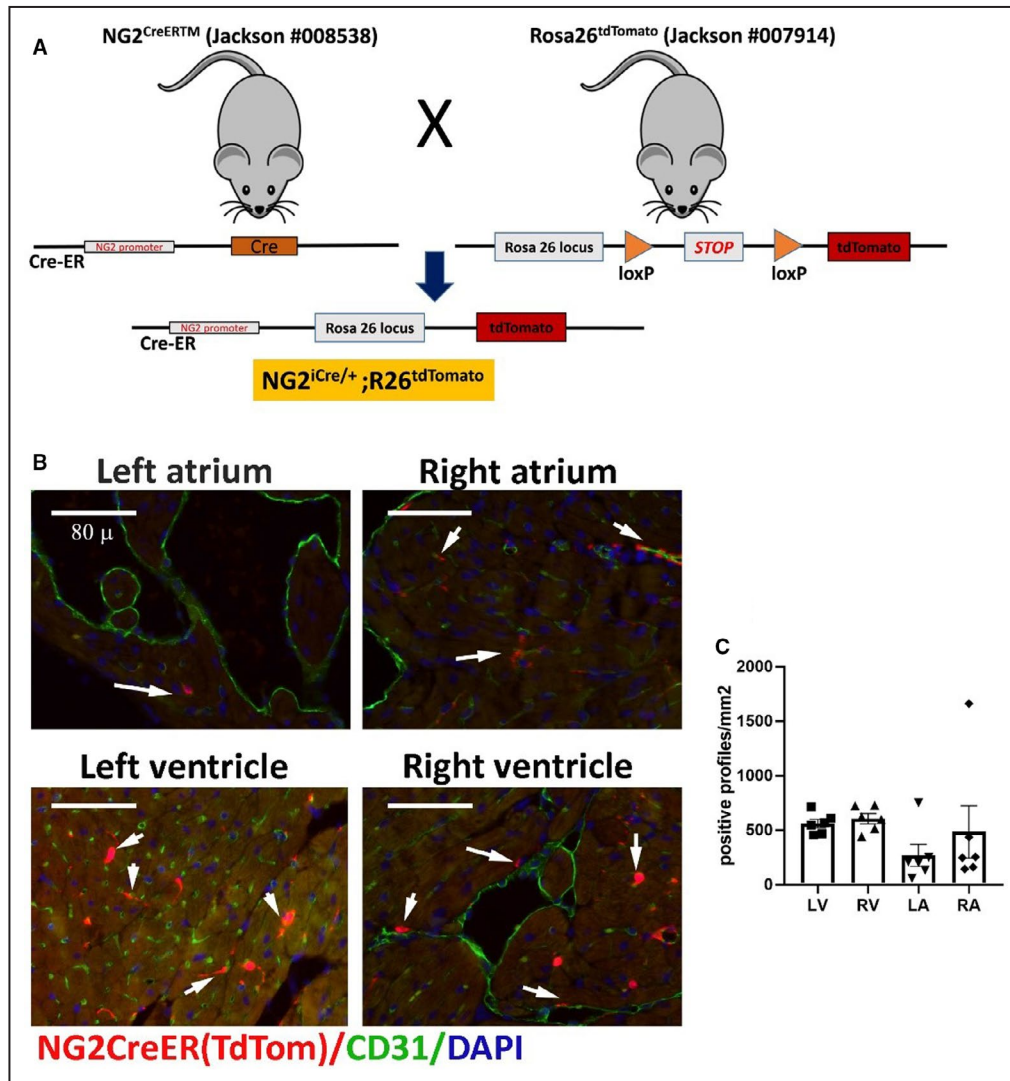 A
NG2CreERTM (Jackson #008538)
Rosa26tdTomato (Jackson #007914)
X
NG2 promoter
Cre
Cre-ER
Rosa 26 locus
STOP
tdTomato
loxP
loxP
NG2 promoter
Rosa 26 locus
tdTomato
Cre-ER
NG2iCre/+ ;R26tdTomato
B
Left atrium
Right atrium
80 μ
Left ventricle
Right ventricle
NG2CreER(TdTom)/CD31/DAPI
C
positive profiles/mm2
2000
1500
1000
500
0
LV RV LA RA